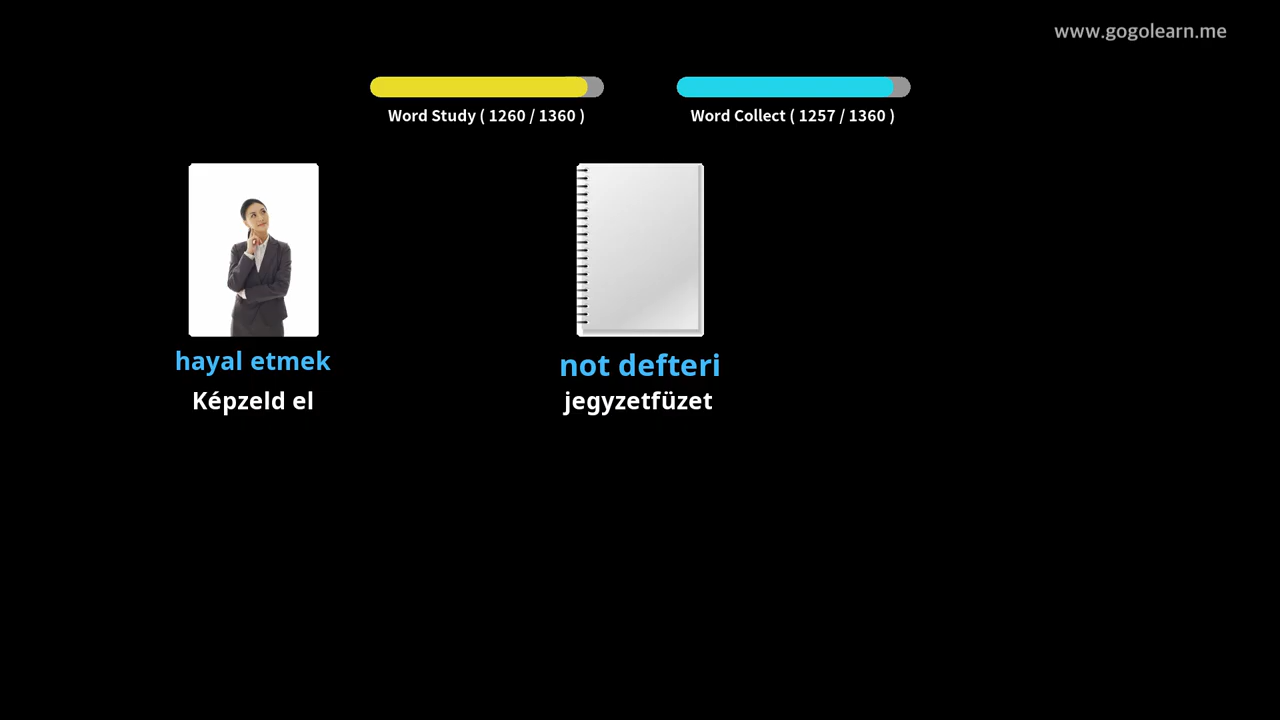 www.gogolearn.me
Word Study ( 1260 / 1360 )
Word Collect ( 1257 / 1360 )
hayal etmek
Képzeld el
not defteri
jegyzetfüzet